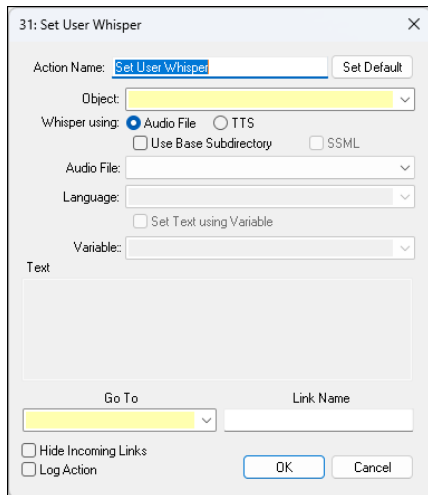 31: Set User Whisper
Action Name: Set User Whisper Set Default
Object:
Whisper using: Audio File TTS
Use Base Subdirectory SSML
Audio File:
Language:
Set Text using Variable
Variable::
Text
Go To Link Name
Hide Incoming Links
Log Action OK Cancel